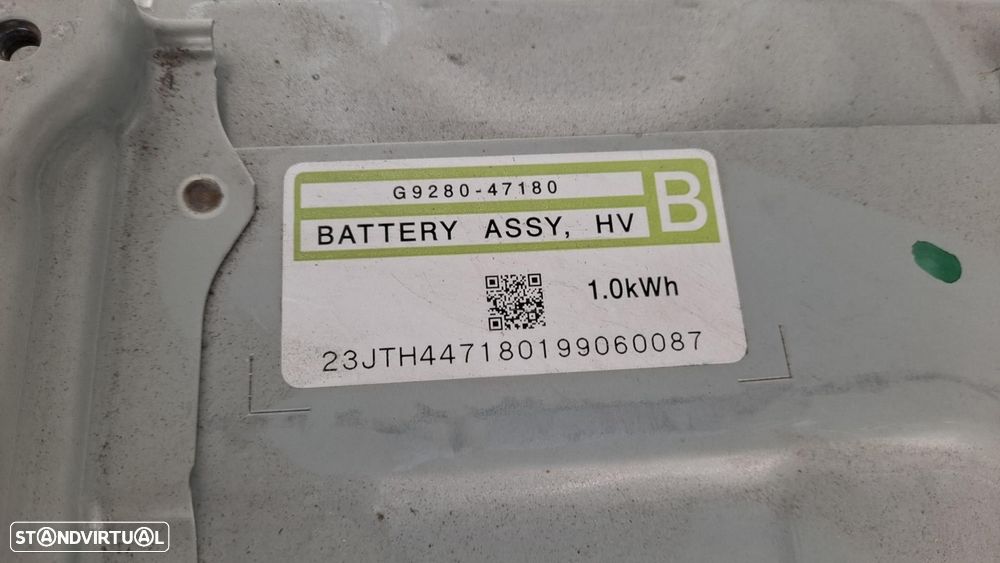 G9280-47180
BATTERY ASSY, HV
B
1.0kWh
23JTH447180199060087
STANDVIRTUAL